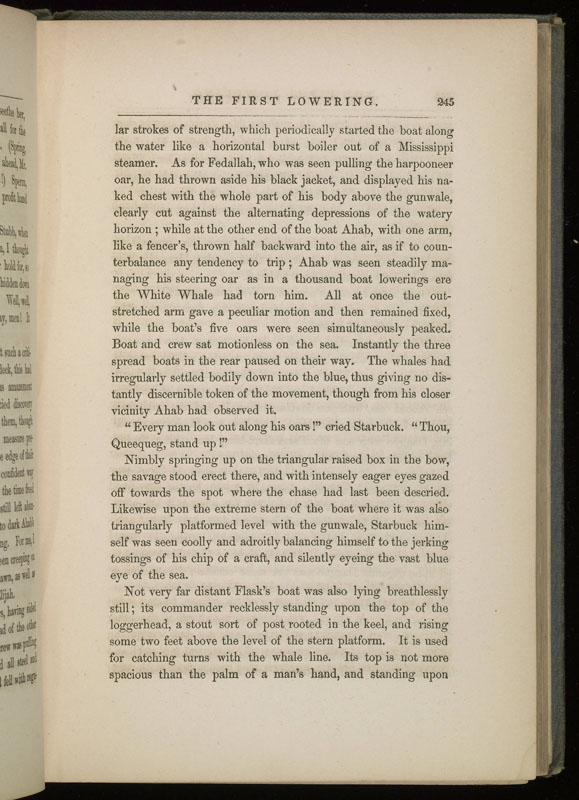 THE FIRST LOWERING. 245
lar strokes of strength, which periodically started the boat along
the water like a horizontal burst boiler out of a Mississippi
steamer. As for Fedallah, who was seen pulling the harpooneer
oar, he had thrown aside his black jacket, and displayed his na-
ked chest with the whole part of his body above the gunwale,
clearly cut against the alternating depressions of the watery
horizon ; while at the other end of the boat Ahab, with one arm,
like a fencer's, thrown half backward into the air, as if to coun-
terbalance any tendency to trip ; Ahab was seen steadily ma-
naging his steering oar as in a thousand boat lowerings ere
the White Whale had torn him. All at once the out-
stretched arm gave a peculiar motion and then remained fixed,
while the boat's five oars were seen simultaneously peaked.
Boat and crew sat motionless on the sea. Instantly the three
spread boats in the rear paused on their way. The whales had
irregularly settled bodily down into the blue, thus giving no dis-
tantly discernible token of the movement, though from his closer
vicinity Ahab had observed it.
"Every man look out along his oars !" cried Starbuck. "Thou,
Queequeg, stand up !"
Nimbly springing up on the triangular raised box in the bow,
the savage stood erect there, and with intensely eager eyes gazed
off towards the spot where the chase had last been descried.
Likewise upon the extreme stern of the boat where it was also
triangularly platformed level with the gunwale, Starbuck him-
self was seen coolly and adroitly balancing himself to the jerking
tossings of his chip of a craft, and silently eyeing the vast blue
eye of the sea.
Not very far distant Flask's boat was also lying breathlessly
still ; its commander recklessly standing upon the top of the
loggerhead, a stout sort of post rooted in the keel, and rising
some two feet above the level of the stern platform. It is used
for catching turns with the whale line. Its top is not more
spacious than the palm of a man's hand, and standing upon